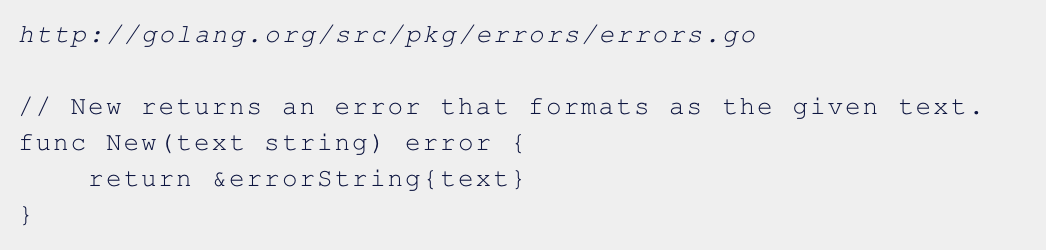 http://golang.org/src/pkg/errors/errors.go
// New returns an error that formats as the given text.
func New(text string) error {
    return &errorString{text}
}